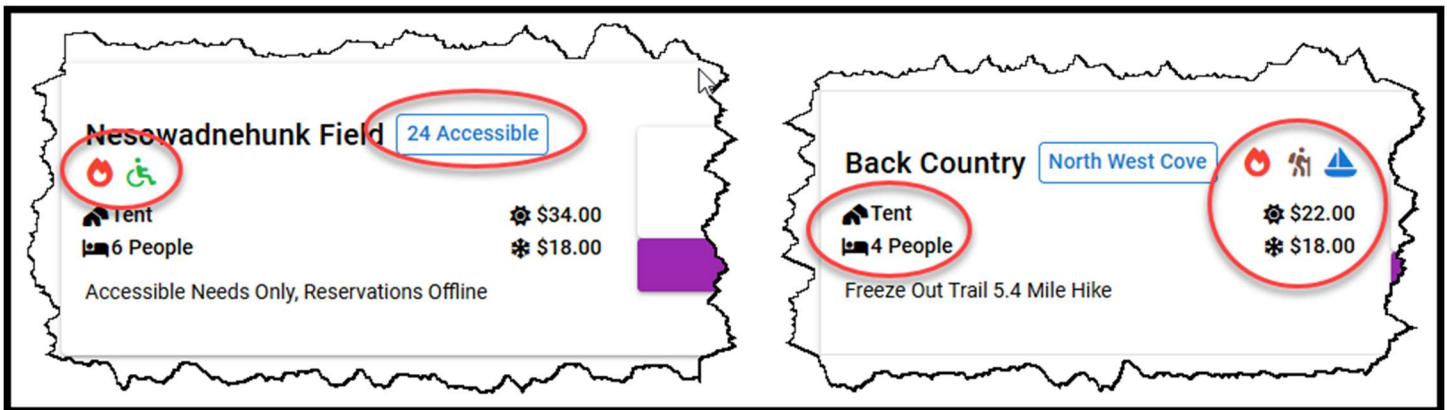 Nesowadnehunk Field 24 Accessible
Tent $34.00
6 People $18.00
Accessible Needs Only, Reservations Offline
Back Country North West Cove
Tent $22.00
4 People $18.00
Freeze Out Trail 5.4 Mile Hike